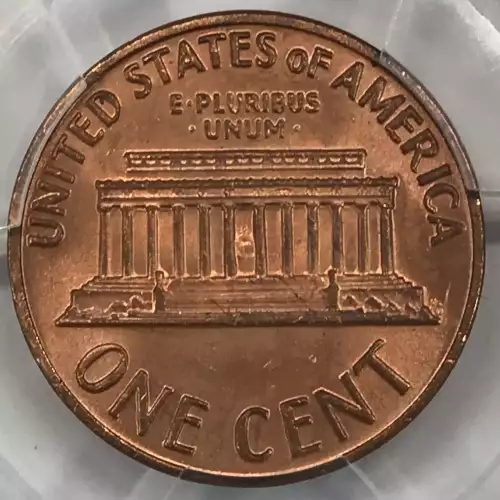 UNITED STATES OF AMERICA
E·PLURIBUS
·UNUM·
ONE CENT